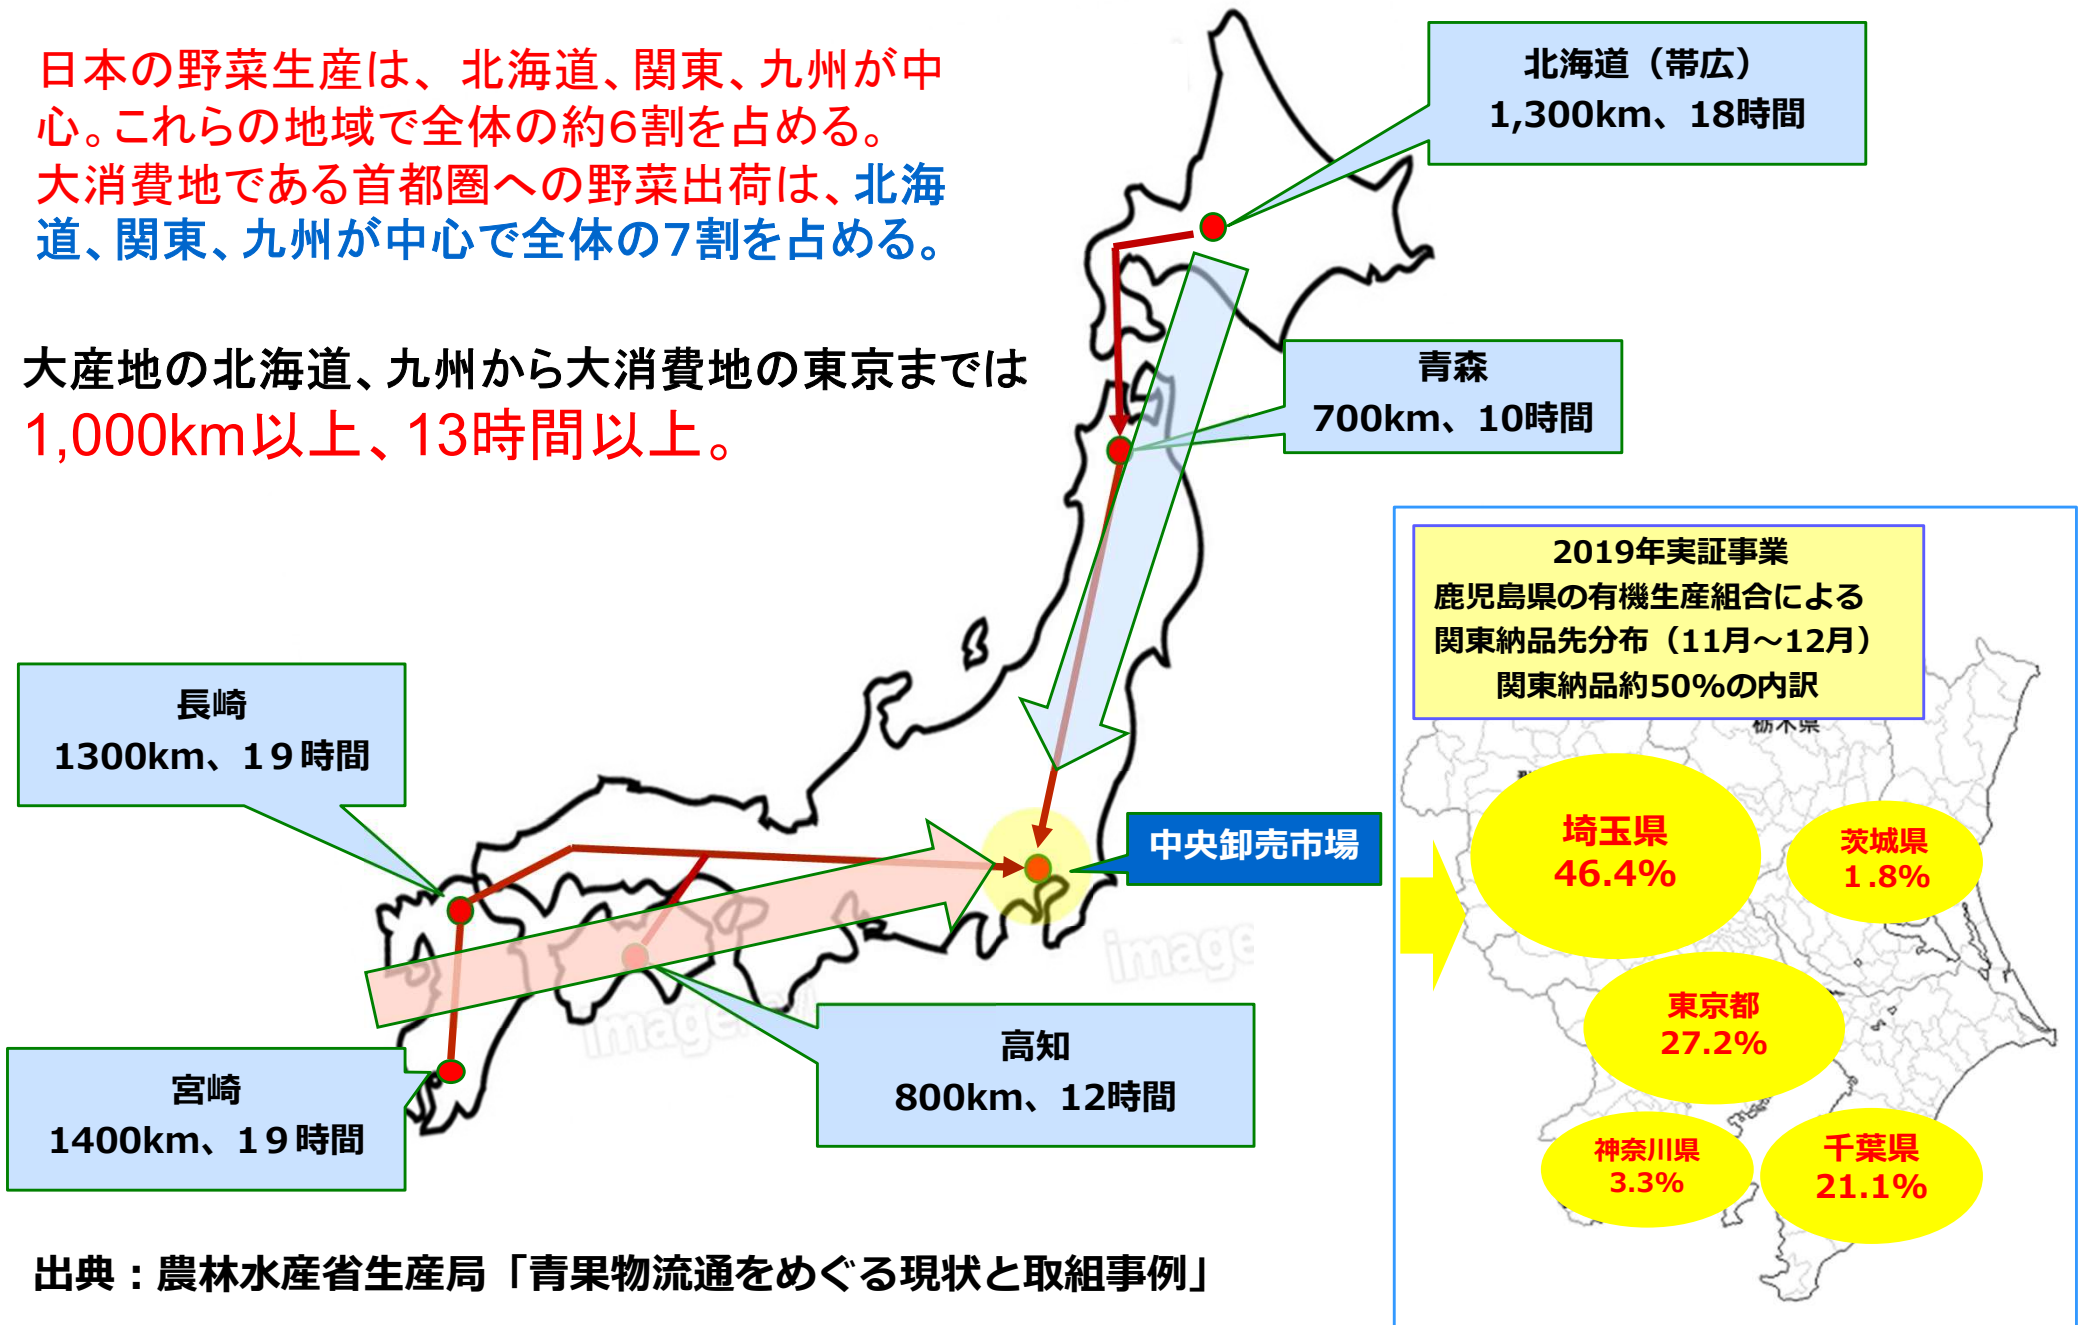 日本の野菜生産は、北海道、関東、九州が中
心。これらの地域で全体の約6割を占める。
大消費地である首都圏への野菜出荷は、北海
道、関東、九州が中心で全体の7割を占める。
大産地の北海道、九州から大消費地の東京までは
1,000km以上、13時間以上。
北海道（帯広）
1,300km、18時間
青森
700km、10時間
長崎
1300km、19時間
中央卸売市場
宮崎
1400km、19時間
高知
800km、12時間
2019年実証事業
鹿児島県の有機生産組合による
関東納品先分布（11月～12月）
関東納品約50%の内訳
栃木県
埼玉県
46.4%
茨城県
1.8%
東京都
27.2%
神奈川県
3.3%
千葉県
21.1%
image
出典：農林水産省生産局「青果物流通をめぐる現状と取組事例」